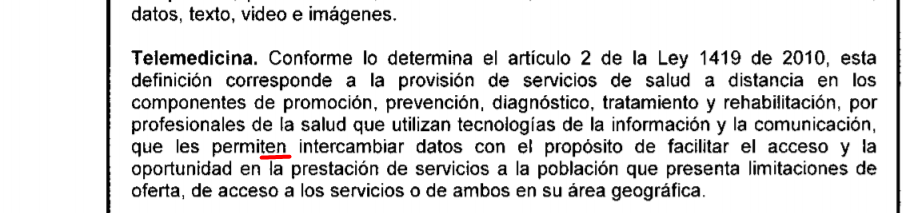 datos, texto, video e imágenes.
Telemedicina. Conforme lo determina el artículo 2 de la Ley 1419 de 2010, esta
definición corresponde a la provisión de servicios de salud a distancia en los
componentes de promoción, prevención, diagnóstico, tratamiento y rehabilitación, por
profesionales de la salud que utilizan tecnologías de la información y la comunicación,
que les permiten intercambiar datos con el propósito de facilitar el acceso y la
oportunidad en la prestación de servicios a la población que presenta limitaciones de
oferta, de acceso a los servicios o de ambos en su área geográfica.